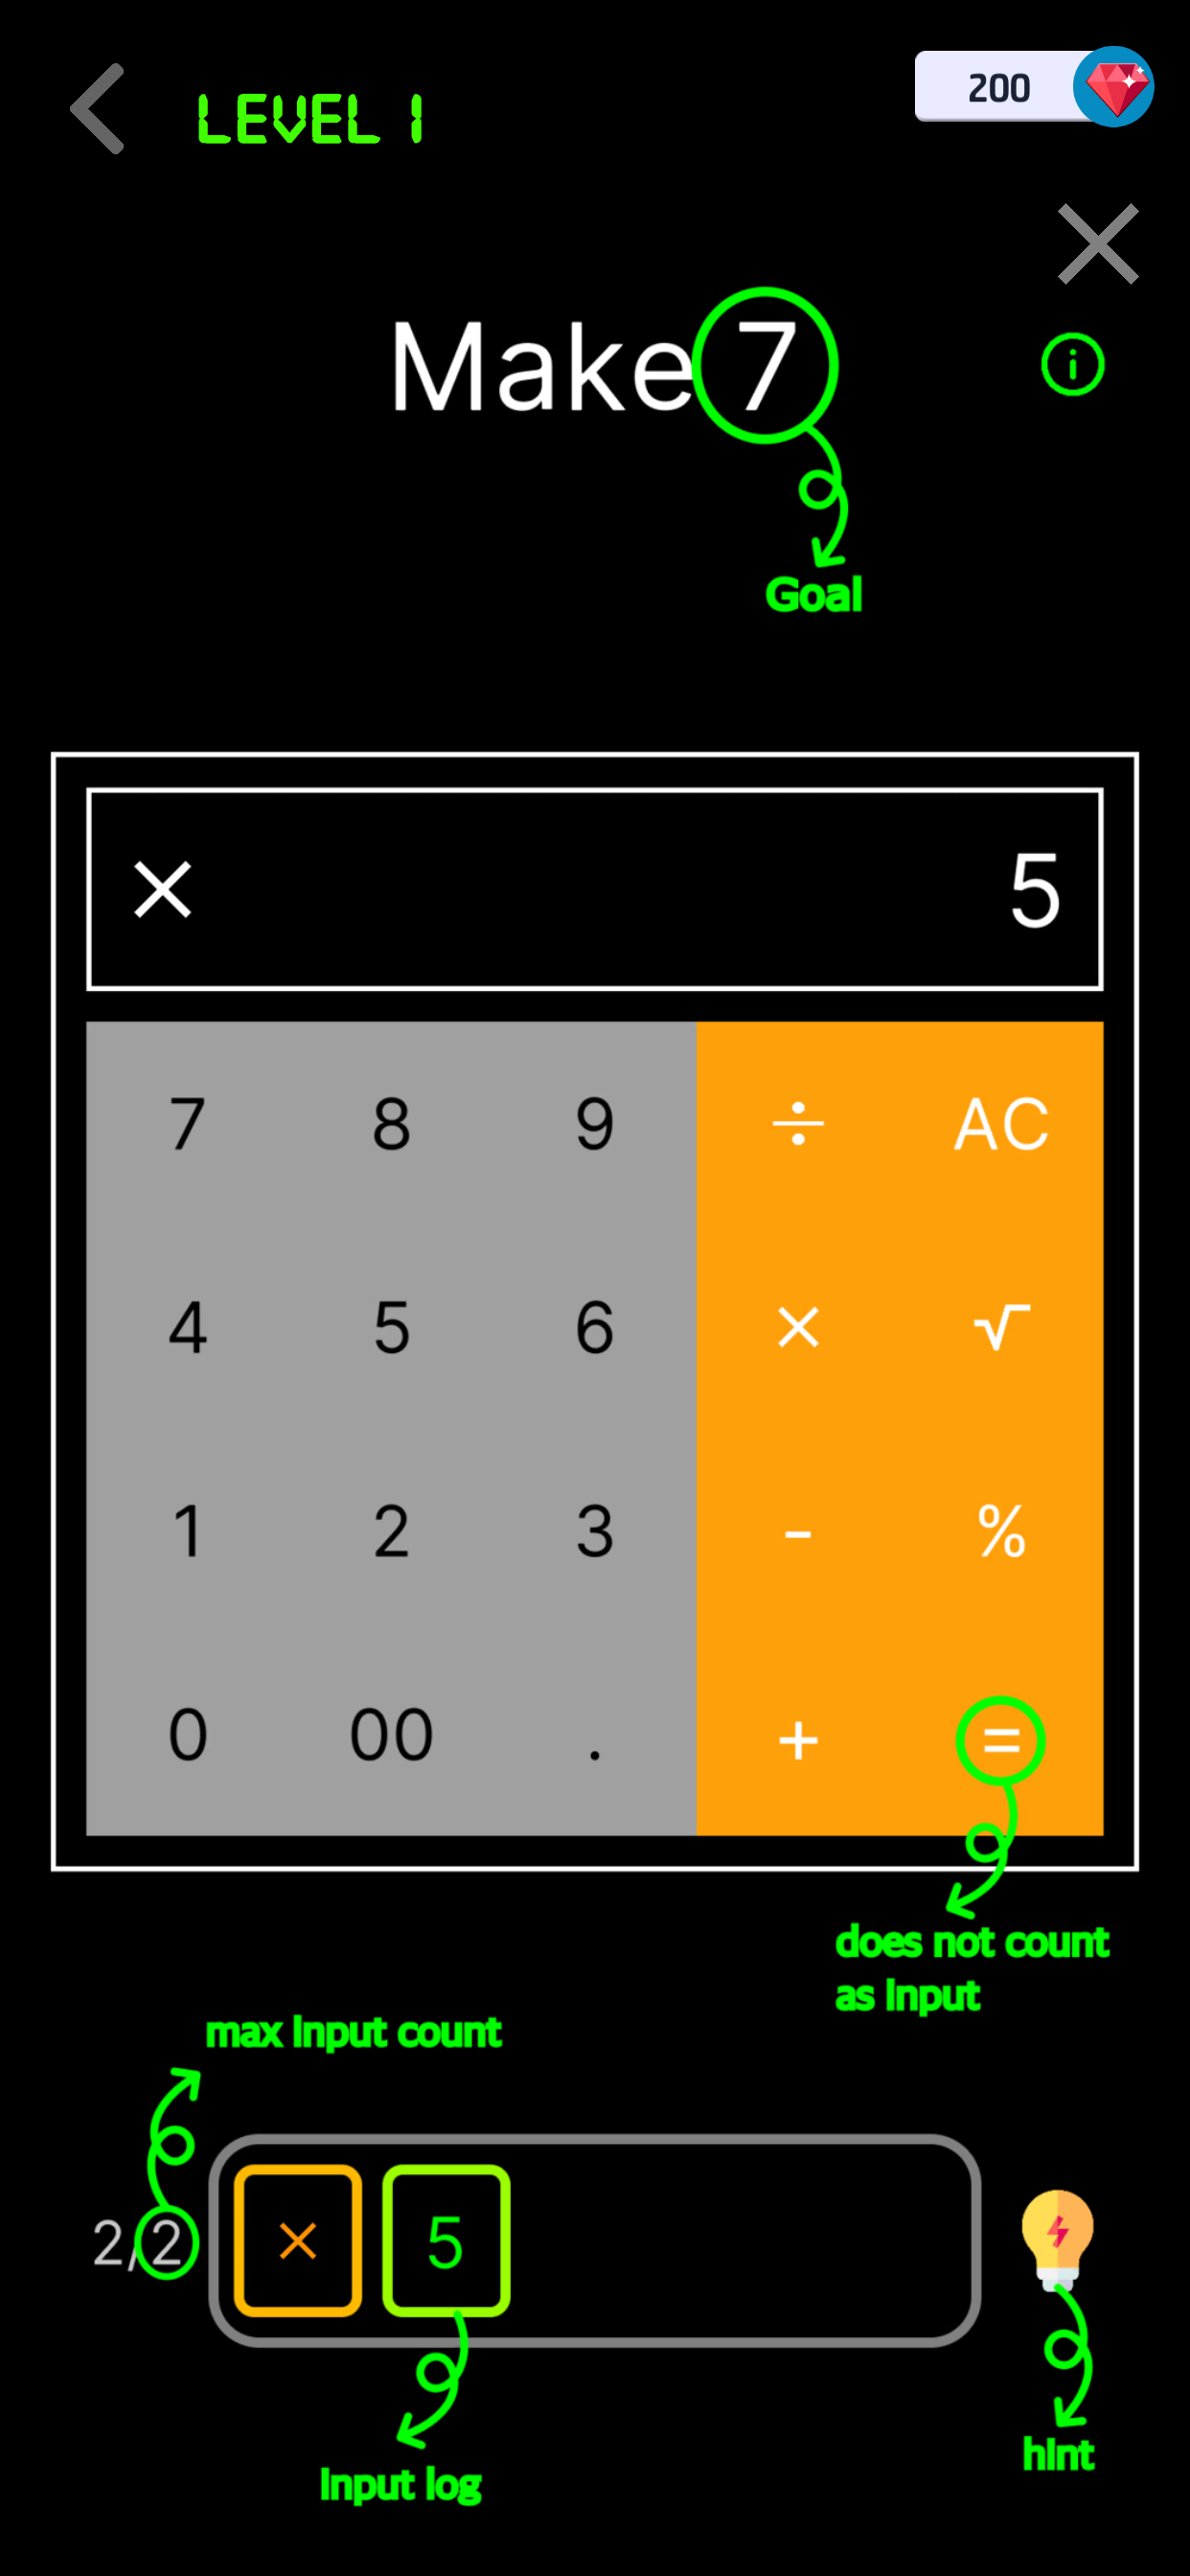 LEVEL 1
200
Make 7
Goal
× 5
7 8 9 ÷ AC
4 5 6 × √
1 2 3 - %
0 00 . + =
does not count
as input
max input count
2/2 × 5
hint
Input log